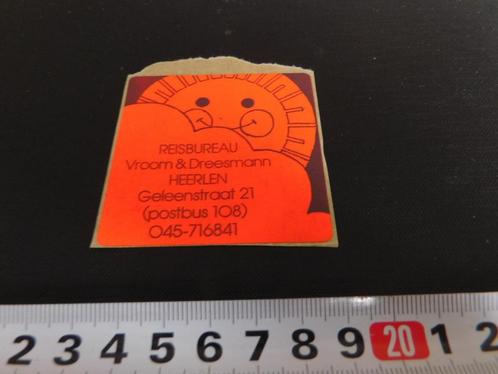 REISBUREAU
Vroom & Dreesmann
HEERLEN
Geleenstraat 21
(postbus 108)
045-716841
2 3 4 5 6 7 8 9 20 1 2